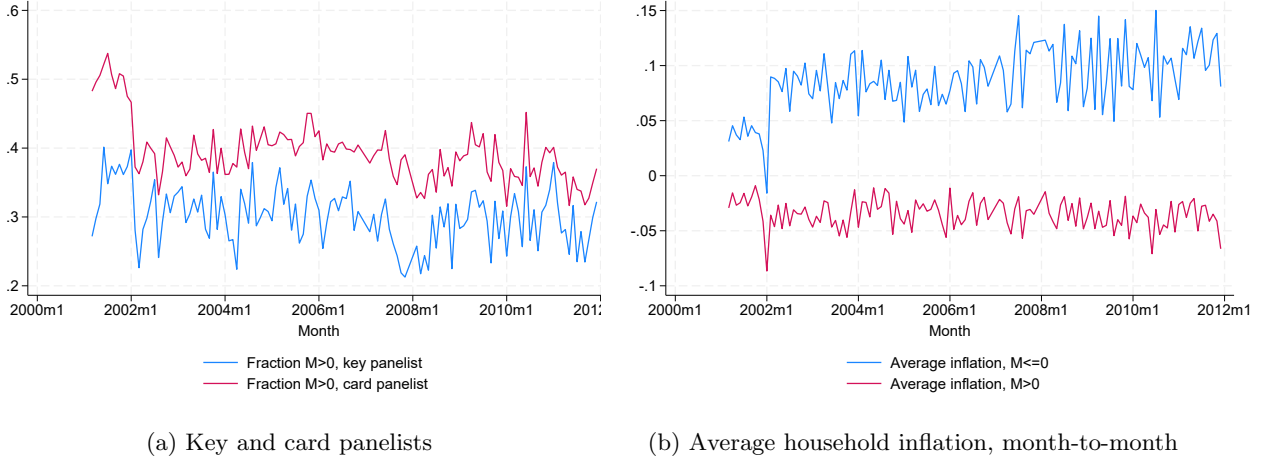 .6
.5
.4
.3
.2
2000m1 2002m1 2004m1 2006m1 2008m1 2010m1 2012
Month
Fraction M>0, key panelist
Fraction M>0, card panelist
(a) Key and card panelists
.15
.1
.05
0
-.05
-.1
2000m1 2002m1 2004m1 2006m1 2008m1 2010m1 2012m1
Month
Average inflation, M<=0
Average inflation, M>0
(b) Average household inflation, month-to-month